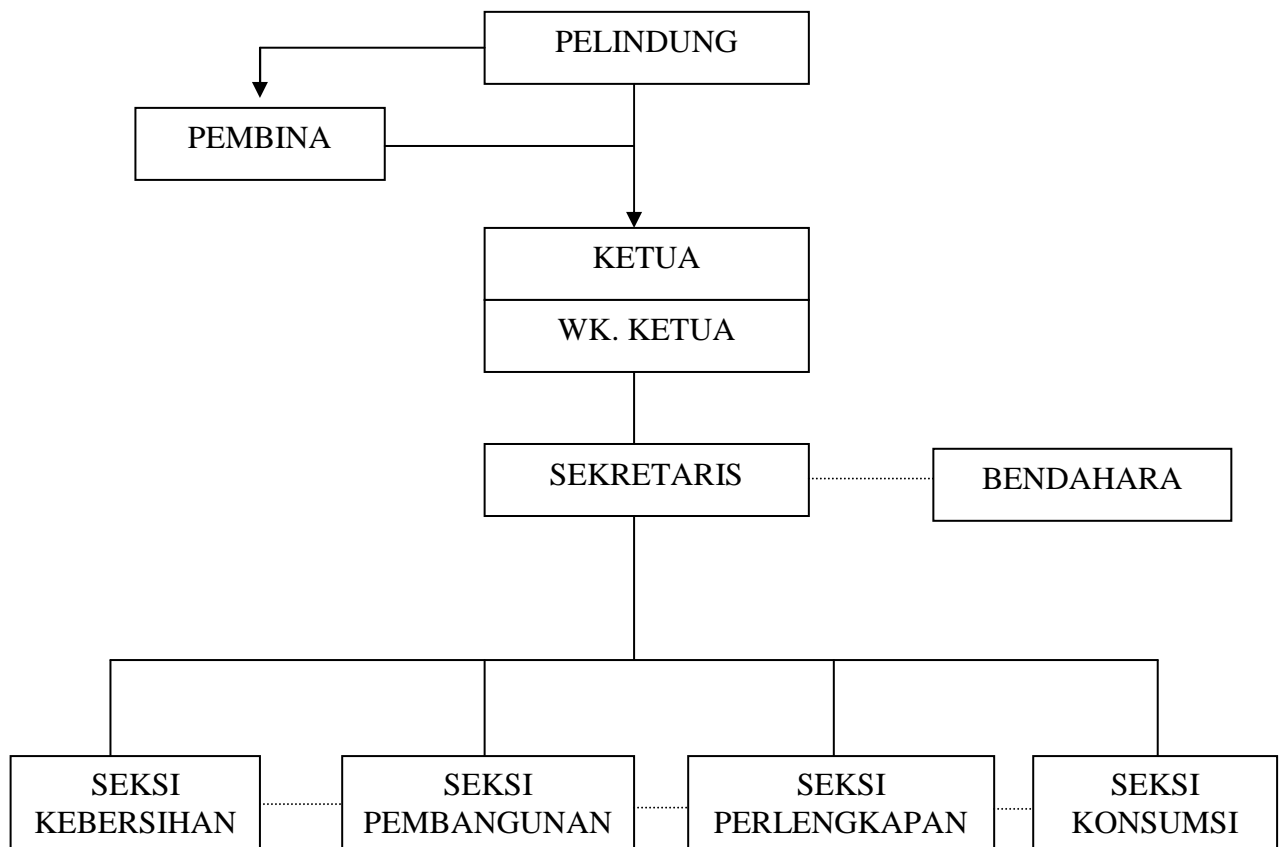 PELINDUNG
PEMBINA
KETUA
WK. KETUA
SEKRETARIS
BENDAHARA
SEKSI
KEBERSIHAN
SEKSI
PEMBANGUNAN
SEKSI
PERLENGKAPAN
SEKSI
KONSUMSI